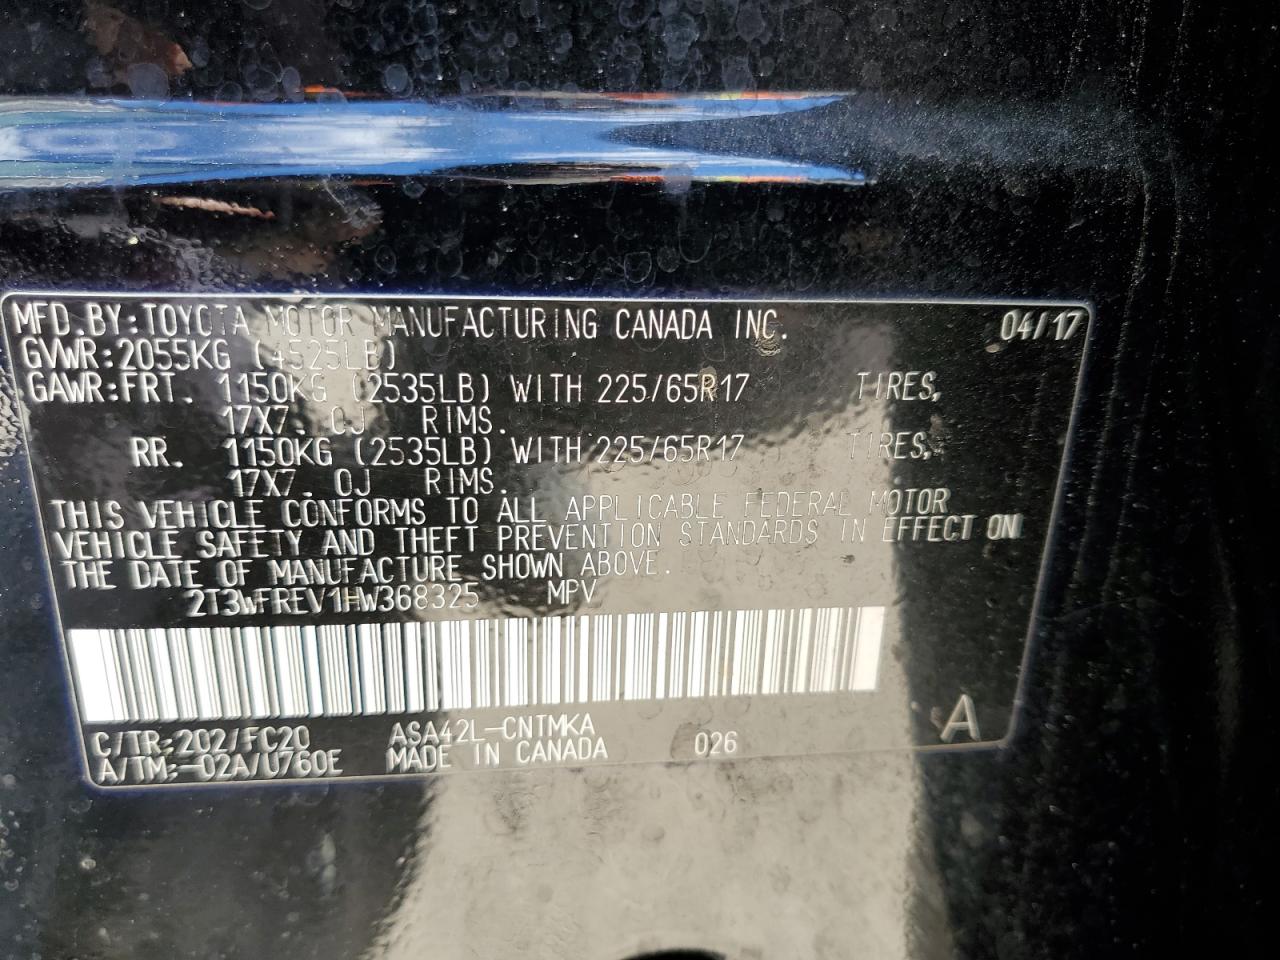 MFD.BY:TOYOTA MOTOR MANUFACTURING CANADA INC. 04/17
GVWR:2055KG (4525LB)
GAWR:FRT. 1150KG (2535LB) WITH 225/65R17 TIRES,
17X7.0J RIMS.
RR. 1150KG (2535LB) WITH 225/65R17 TIRES,
17X7.0J RIMS.
THIS VEHICLE CONFORMS TO ALL APPLICABLE FEDERAL MOTOR
VEHICLE SAFETY AND THEFT PREVENTION STANDARDS IN EFFECT ON
THE DATE OF MANUFACTURE SHOWN ABOVE.
2T3WFREV1HW368325 MPV
C/TR:202/FC20 ASA42L-CNTMKA
A/TM:-02A/U760E MADE IN CANADA 026 A